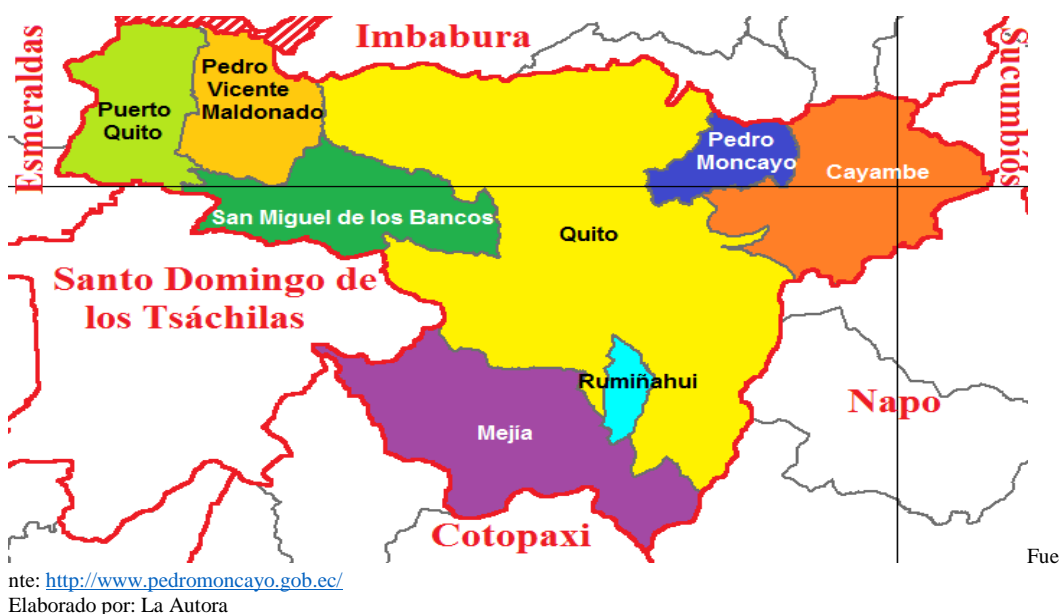 Imbabura
Esmeraldas
Sucumbíos
Pedro
Vicente
Maldonado
Puerto
Quito
Pedro
Moncayo
Cayambe
San Miguel de los Bancos
Quito
Santo Domingo de
los Tsáchilas
Rumiñahui
Napo
Mejía
Cotopaxi
Fue
nte: http://www.pedromoncayo.gob.ec/
Elaborado por: La Autora